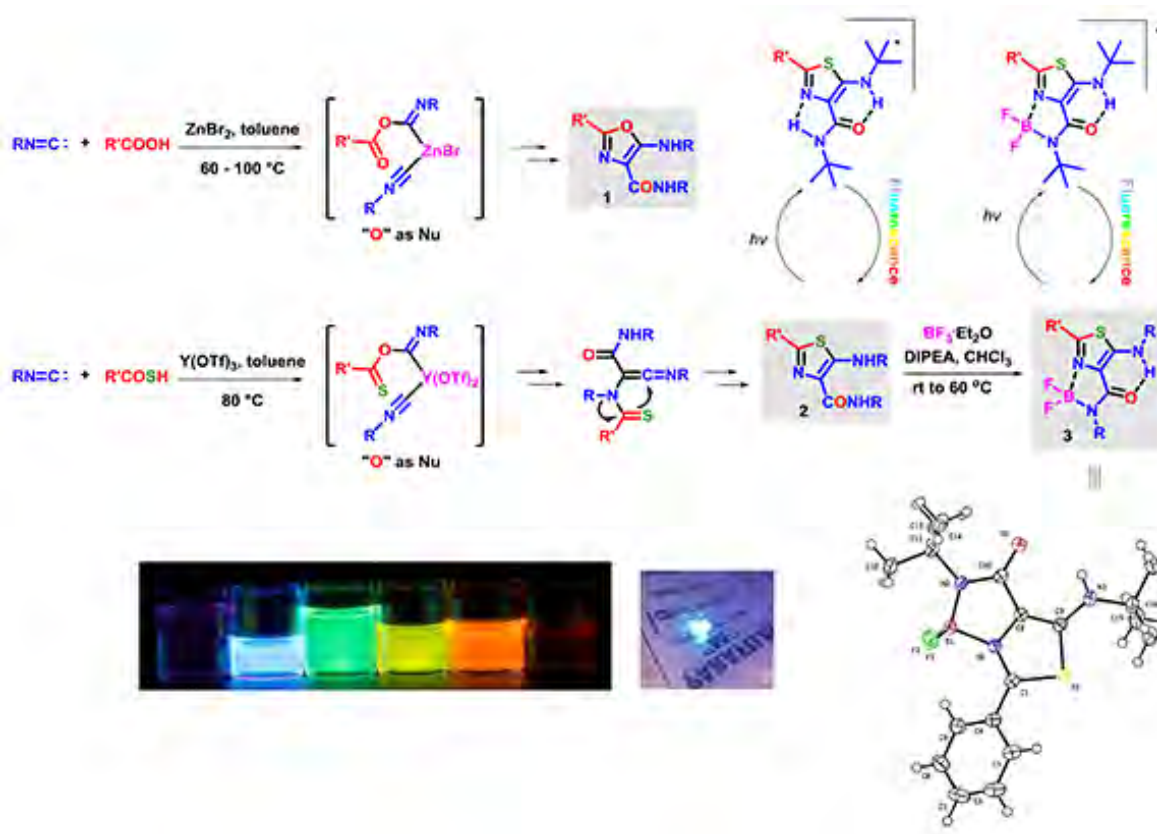 RN=C: + R'COOH
ZnBr₂, toluene
60 - 100 °C
R'
O
NR
O
ZnBr
N
R
"O" as Nu
R'
O
N
NHR
CONHR
1
R'
S
N
N
H
H
N
O
hν
Fluorescence
R'
S
N
N
H
F
B
F
N
O
hν
Fluorescence
RN=C: + R'COSH
Y(OTf)₃, toluene
80 °C
R'
O
NR
S
Y(OTf)₂
N
R
"O" as Nu
NHR
O
C=NR
R
N
S
R'
R'
S
N
NHR
CONHR
2
BF₃·Et₂O
DIPEA, CHCl₃
rt to 60 °C
R'
S
R
N
N
H
F
B
F
N
O
R
3